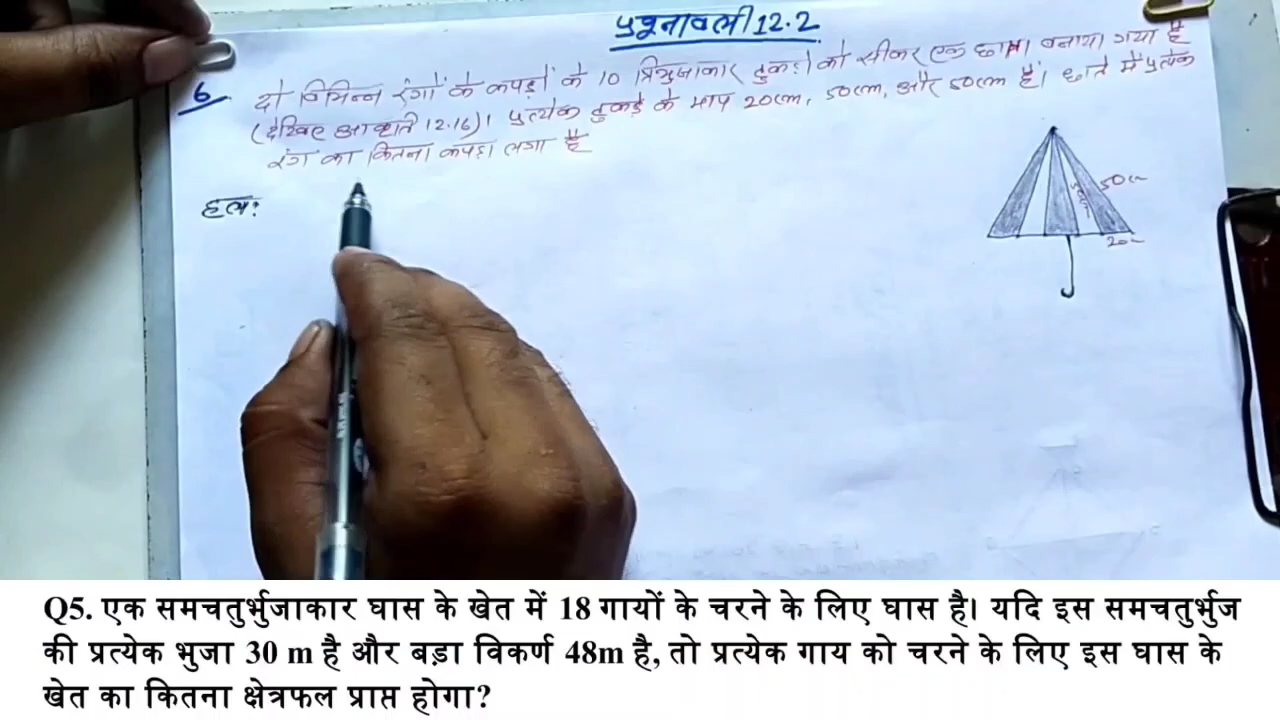 प्रश्नावली 12.2
6 दो विभिन्न रंगों के कपड़ों के 10 त्रिभुजाकार टुकड़ों को सीकर एक छाता बनाया गया है
(देखिए आकृति 12.16)। प्रत्येक टुकड़े के माप 20cm, 50cm, और 50cm हैं। छाते में प्रत्येक
रंग का कितना कपड़ा लगा है
हल:
50cm
20cm
Q5. एक समचतुर्भुजाकार घास के खेत में 18 गायों के चरने के लिए घास है। यदि इस समचतुर्भुज
की प्रत्येक भुजा 30 m है और बड़ा विकर्ण 48m है, तो प्रत्येक गाय को चरने के लिए इस घास के
खेत का कितना क्षेत्रफल प्राप्त होगा?